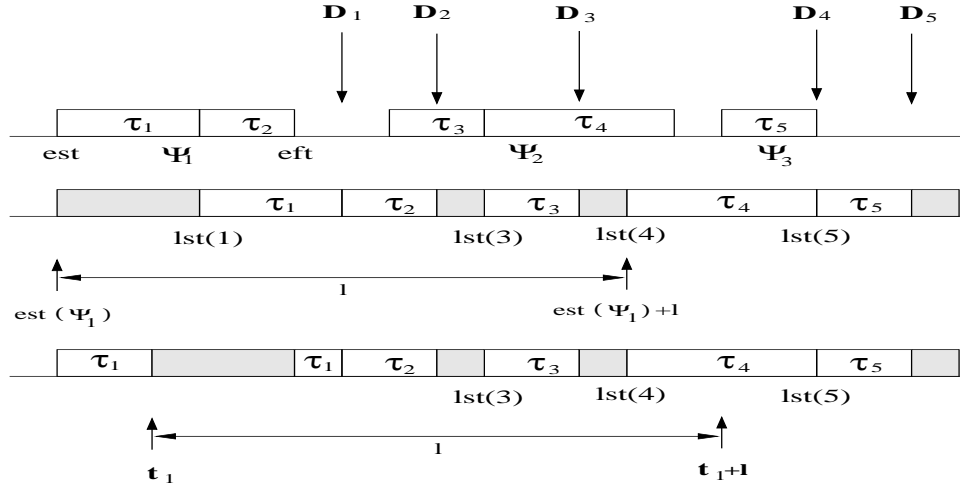 D₁ D₂ D₃ D₄ D₅
τ₁ τ₂ τ₃ τ₄ τ₅
est Ψ₁ eft Ψ₂ Ψ₃
τ₁ τ₂ τ₃ τ₄ τ₅
lst(1) lst(3) lst(4) lst(5)
l
est(Ψ₁) est(Ψ₁)+l
τ₁ τ₁ τ₂ τ₃ τ₄ τ₅
lst(3) lst(4) lst(5)
l
t₁ t₁+l